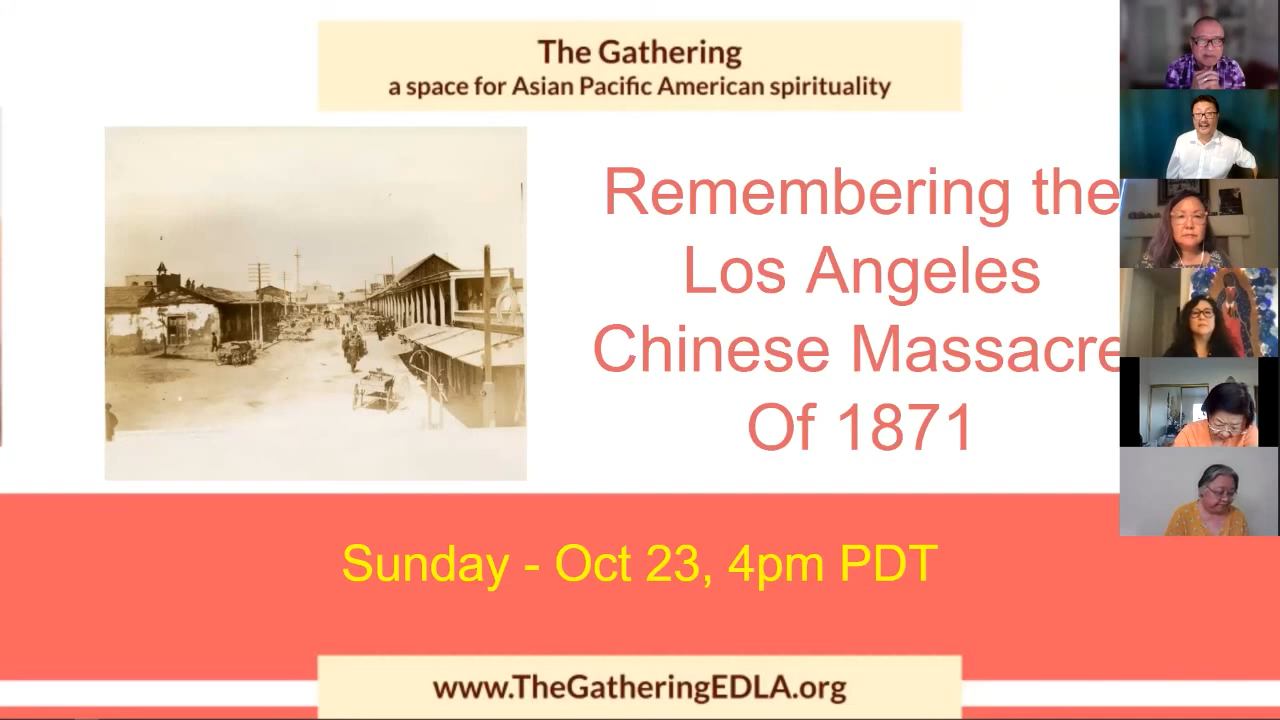 The Gathering
a space for Asian Pacific American spirituality
Remembering the
Los Angeles
Chinese Massacre
Of 1871
Sunday - Oct 23, 4pm PDT
www.TheGatheringEDLA.org